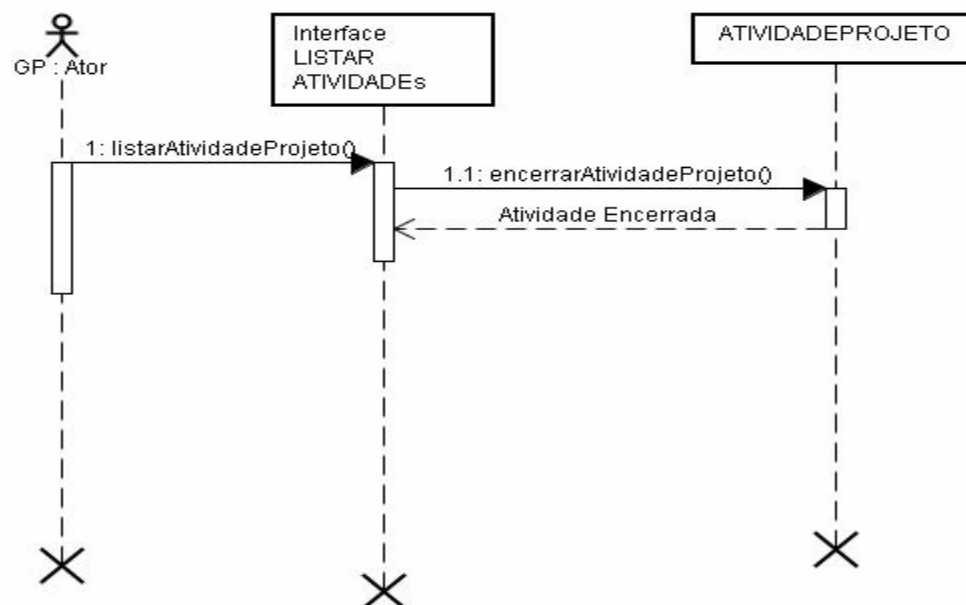 GP : Ator
Interface
LISTAR
ATIVIDADEs
ATIVIDADEPROJETO
1: listarAtividadeProjeto()
1.1: encerrarAtividadeProjeto()
Atividade Encerrada